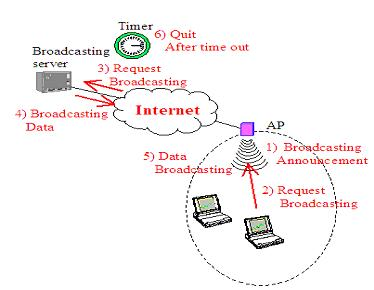 Timer
6) Quit
After time out
Broadcasting
server
3) Request
Broadcasting
4) Broadcasting
Data
Internet
AP
1) Broadcasting
Announcement
5) Data
Broadcasting
2) Request
Broadcasting